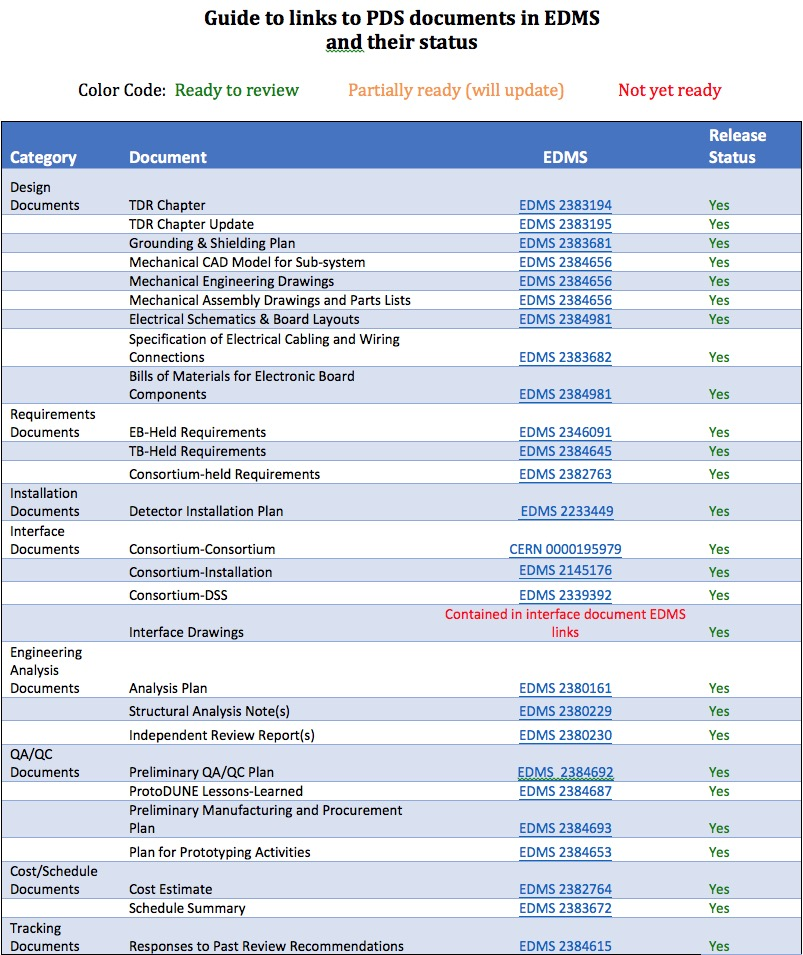 Guide to links to PDS documents in EDMS
and their status
Color Code: Ready to review Partially ready (will update) Not yet ready
Category Document EDMS Release Status
Design
Documents TDR Chapter EDMS 2383194 Yes
TDR Chapter Update EDMS 2383195 Yes
Grounding & Shielding Plan EDMS 2383681 Yes
Mechanical CAD Model for Sub-system EDMS 2384656 Yes
Mechanical Engineering Drawings EDMS 2384656 Yes
Mechanical Assembly Drawings and Parts Lists EDMS 2384656 Yes
Electrical Schematics & Board Layouts EDMS 2384981 Yes
Specification of Electrical Cabling and Wiring
Connections EDMS 2383682 Yes
Bills of Materials for Electronic Board
Components EDMS 2384981 Yes
Requirements
Documents EB-Held Requirements EDMS 2346091 Yes
TB-Held Requirements EDMS 2384645 Yes
Consortium-held Requirements EDMS 2382763 Yes
Installation
Documents Detector Installation Plan EDMS 2233449 Yes
Interface
Documents Consortium-Consortium CERN 0000195979 Yes
Consortium-Installation EDMS 2145176 Yes
Consortium-DSS EDMS 2339392 Yes
Contained in interface document EDMS
Interface Drawings links Yes
Engineering
Analysis
Documents Analysis Plan EDMS 2380161 Yes
Structural Analysis Note(s) EDMS 2380229 Yes
Independent Review Report(s) EDMS 2380230 Yes
QA/QC
Documents Preliminary QA/QC Plan EDMS 2384692 Yes
ProtoDUNE Lessons-Learned EDMS 2384687 Yes
Preliminary Manufacturing and Procurement
Plan EDMS 2384693 Yes
Plan for Prototyping Activities EDMS 2384653 Yes
Cost/Schedule
Documents Cost Estimate EDMS 2382764 Yes
Schedule Summary EDMS 2383672 Yes
Tracking
Documents Responses to Past Review Recommendations EDMS 2384615 Yes